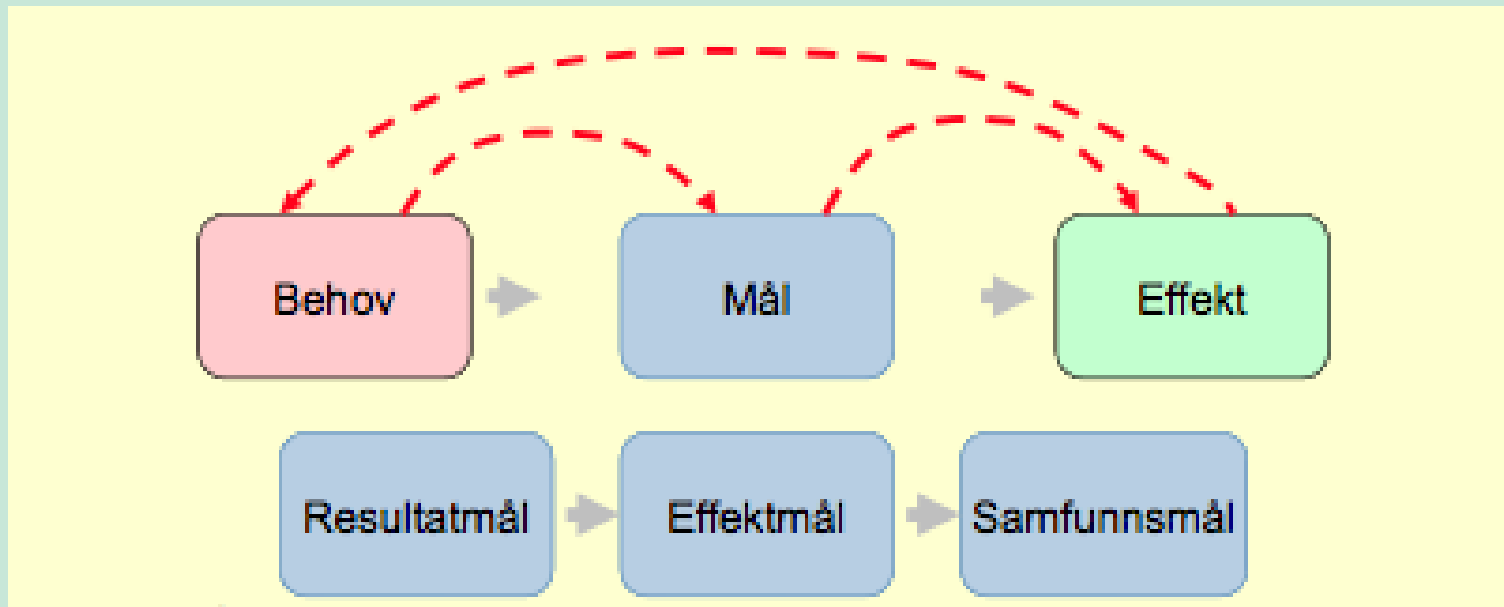 Behov
Mål
Effekt
Resultatmål
Effektmål
Samfunnsmål